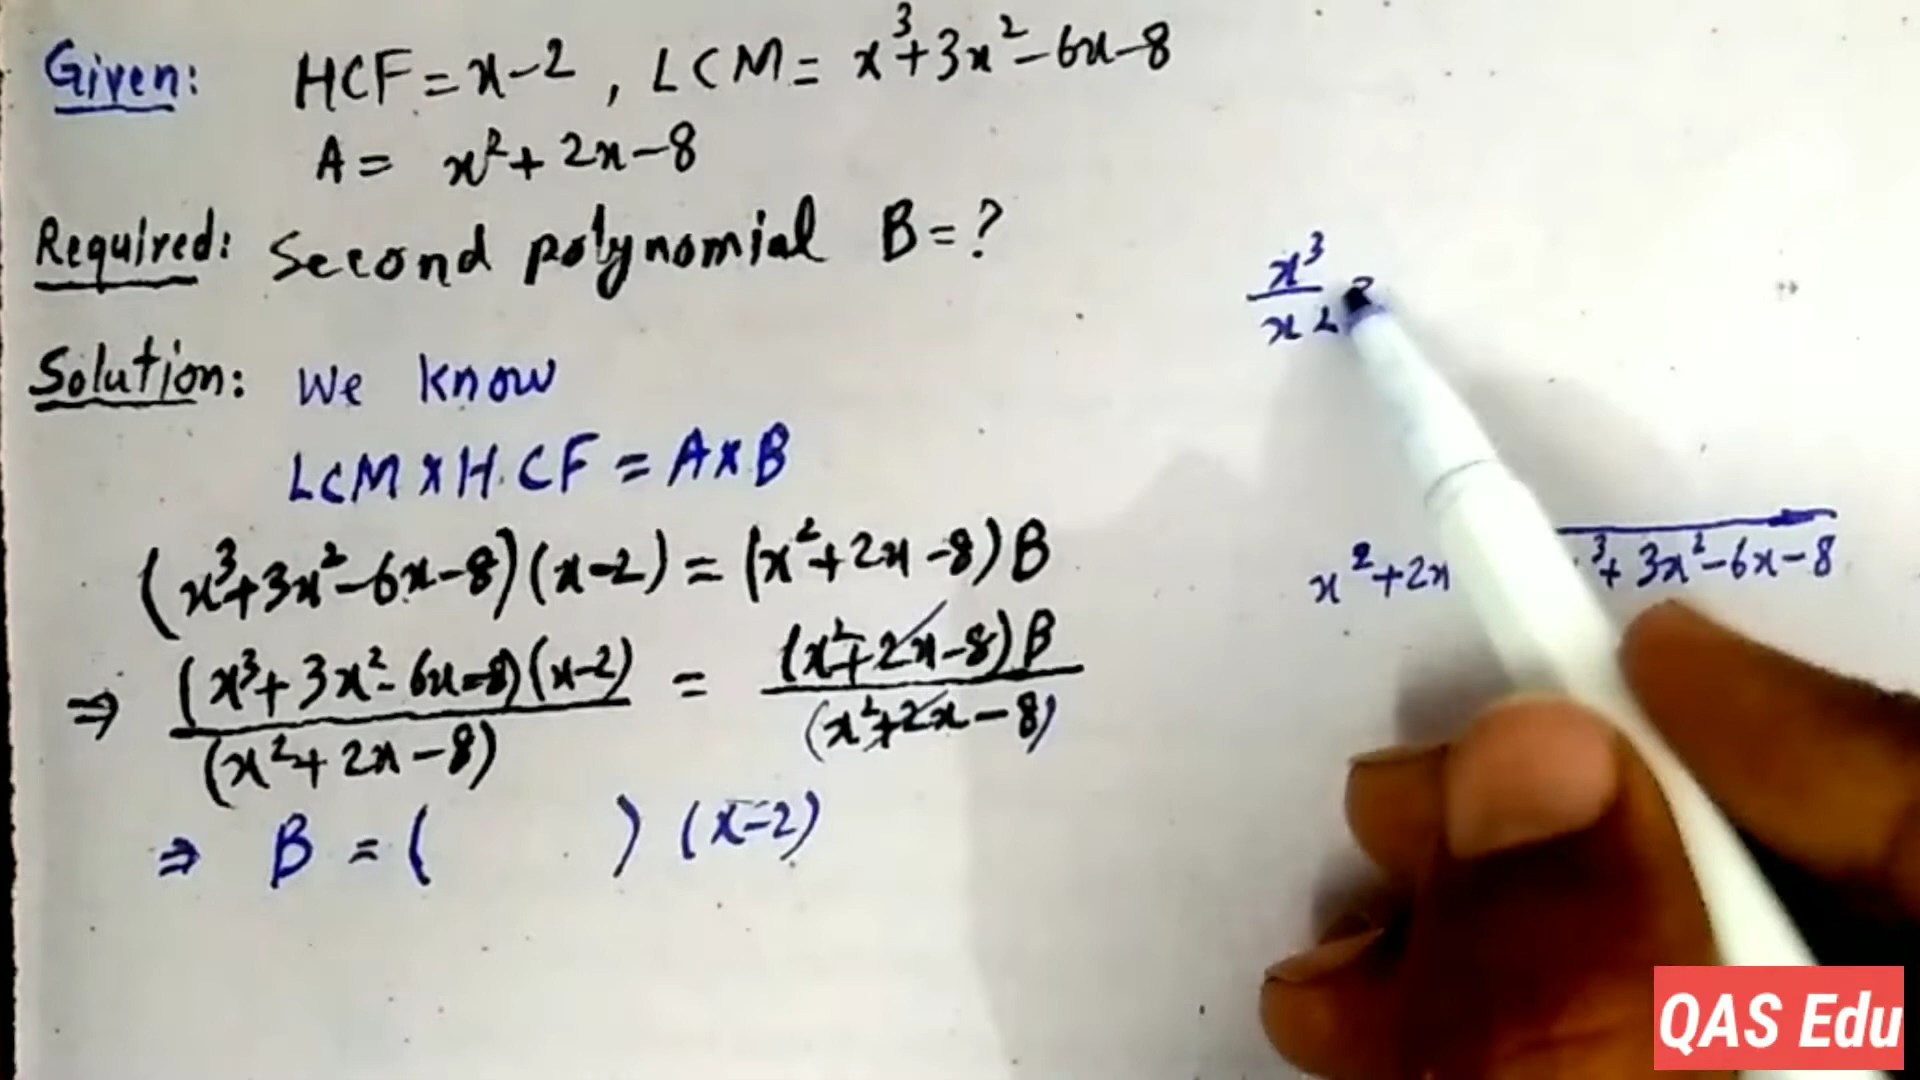 Given: HCF = x-2 , LCM = x³+3x²-6x-8
A = x²+2x-8
Required: Second polynomial B=?
Solution: We know
LCM x H.CF = A x B
(x³+3x²-6x-8)(x-2) = (x²+2x-8)B
⇒ (x³+3x²-6x-8)(x-2) / (x²+2x-8) = (x²+2x-8)B / (x²+2x-8)
⇒ B = ( ) (x-2)
x³ / x²
x²+2x ³+3x²-6x-8
QAS Edu